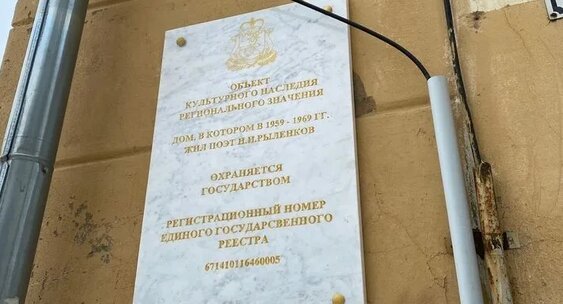 ОБЪЕКТ
КУЛЬТУРНОГО НАСЛЕДИЯ
РЕГИОНАЛЬНОГО ЗНАЧЕНИЯ
ДОМ, В КОТОРОМ В 1959 - 1969 ГГ.
ЖИЛ ПОЭТ Н.И.РЫЛЕНКОВ
ОХРАНЯЕТСЯ
ГОСУДАРСТВОМ
РЕГИСТРАЦИОННЫЙ НОМЕР
ЕДИНОГО ГОСУДАРСВЕННОГО
РЕЕСТРА
671410116460005